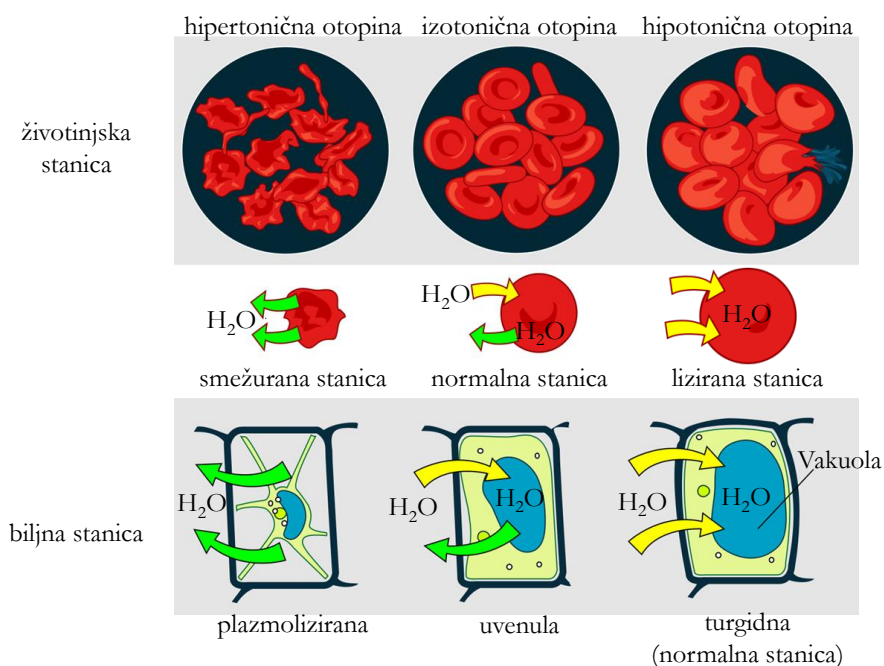 hipertonična otopina
izotonična otopina
hipotonična otopina
životinjska
stanica
H₂O
H₂O
H₂O
H₂O
smežurana stanica
normalna stanica
lizirana stanica
biljna stanica
H₂O
H₂O
H₂O
H₂O
H₂O
Vakuola
plazmolizirana
uvenula
turgidna
(normalna stanica)